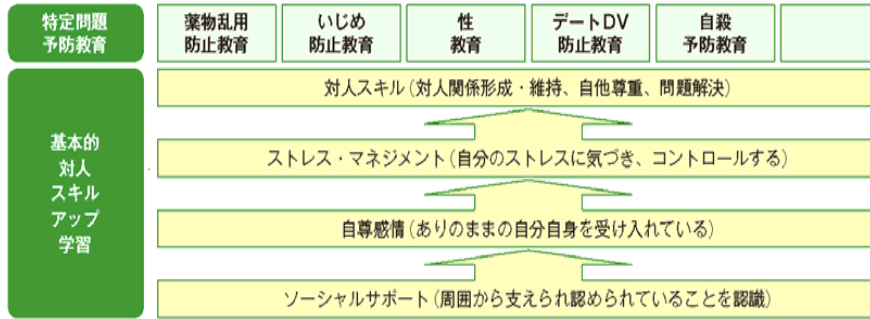 特定問題
予防教育
薬物乱用
防止教育
いじめ
防止教育
性
教育
デートDV
防止教育
自殺
予防教育
基本的
対人
スキル
アップ
学習
対人スキル(対人関係形成・維持、自他尊重、問題解決)
ストレス・マネジメント(自分のストレスに気づき、コントロールする)
自尊感情(ありのままの自分自身を受け入れている)
ソーシャルサポート(周囲から支えられ認められていることを認識)